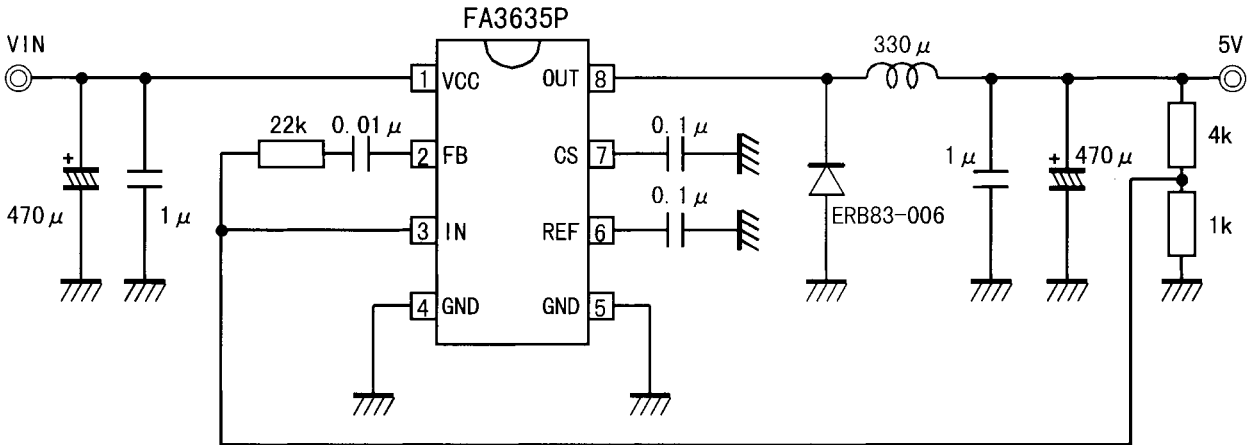 FA3635P
VIN
5V
330μ
1 VCC
OUT 8
22k
0.01μ
0.1μ
4k
2 FB
CS 7
+
470μ
1μ
0.1μ
1μ
+
470μ
ERB83-006
3 IN
REF 6
1k
4 GND
GND 5